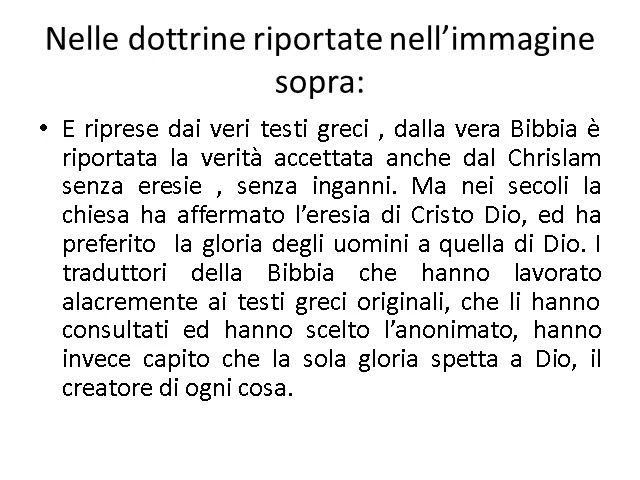 Nelle dottrine riportate nell’immagine
sopra:
• E riprese dai veri testi greci , dalla vera Bibbia è
riportata la verità accettata anche dal Chrislam
senza eresie , senza inganni. Ma nei secoli la
chiesa ha affermato l’eresia di Cristo Dio, ed ha
preferito la gloria degli uomini a quella di Dio. I
traduttori della Bibbia che hanno lavorato
alacremente ai testi greci originali, che li hanno
consultati ed hanno scelto l’anonimato, hanno
invece capito che la sola gloria spetta a Dio, il
creatore di ogni cosa.